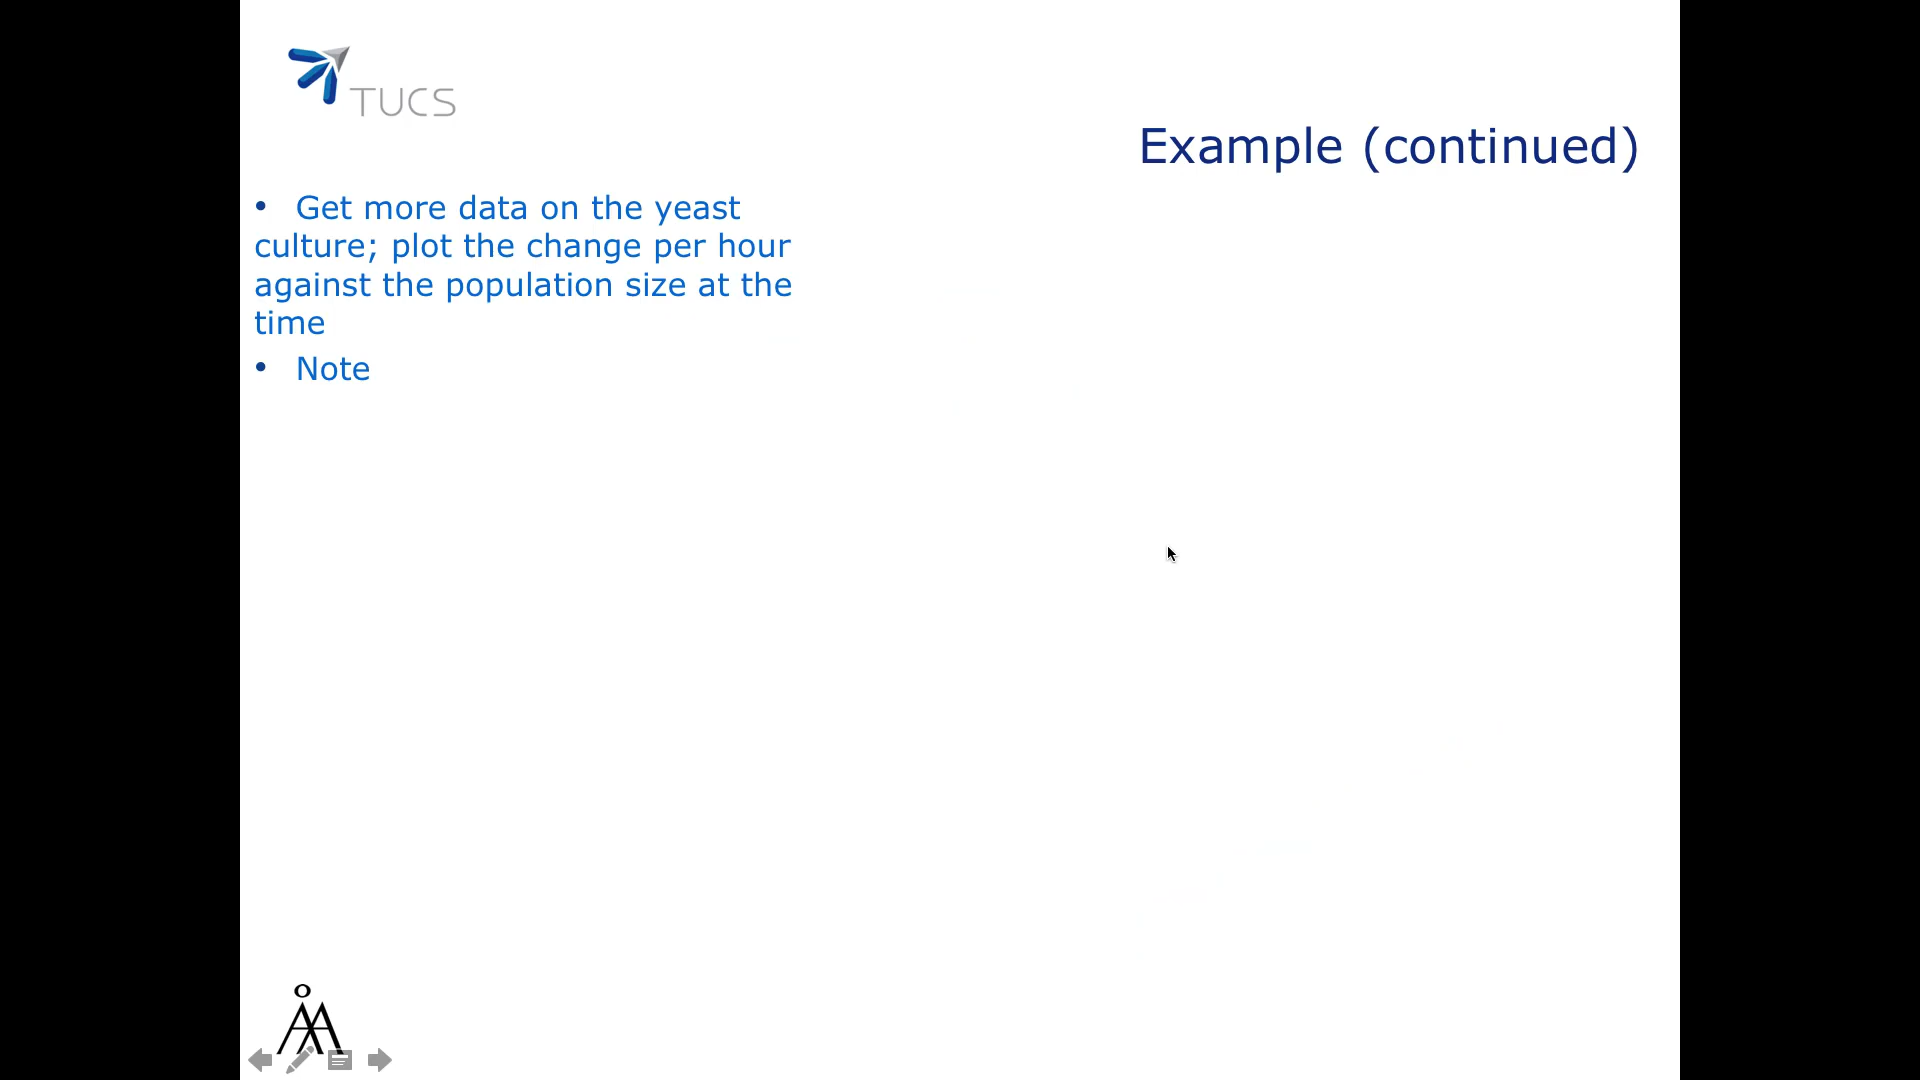 TUCS
Example (continued)
• Get more data on the yeast
culture; plot the change per hour
against the population size at the
time
• Note